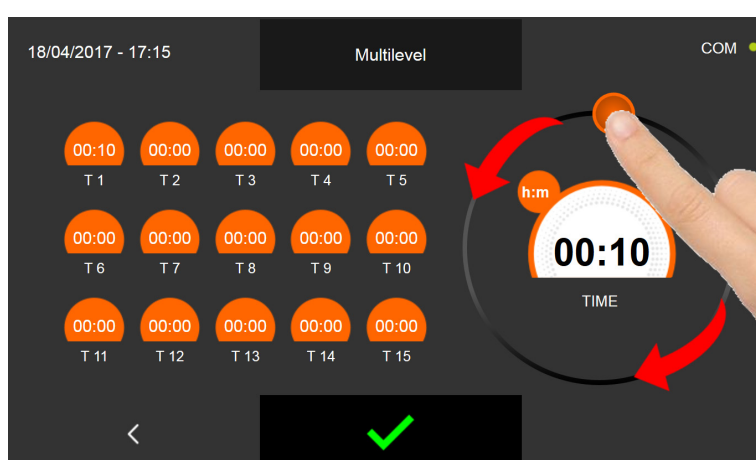 18/04/2017 - 17:15
Multilevel
COM
00:10 00:00 00:00 00:00 00:00
T 1 T 2 T 3 T 4 T 5
00:00 00:00 00:00 00:00 00:00
T 6 T 7 T 8 T 9 T 10
00:00 00:00 00:00 00:00 00:00
T 11 T 12 T 13 T 14 T 15
h:m
00:10
TIME